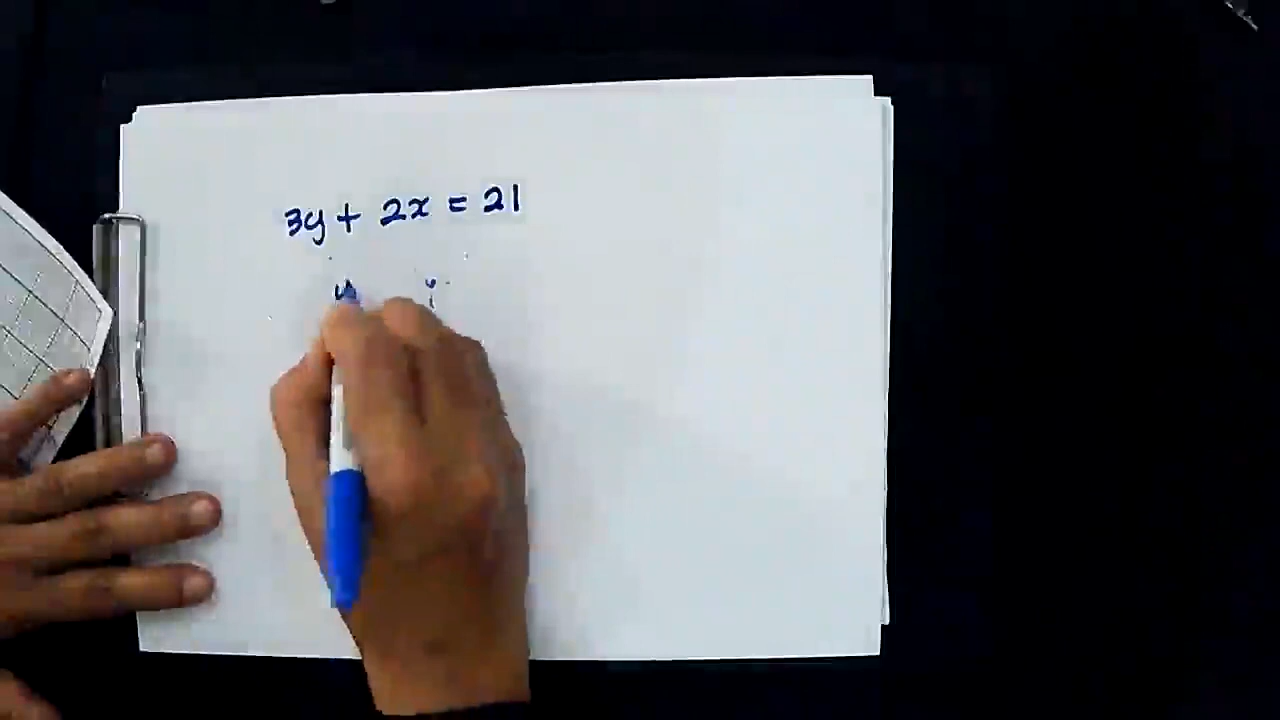 3y + 2x = 21
y